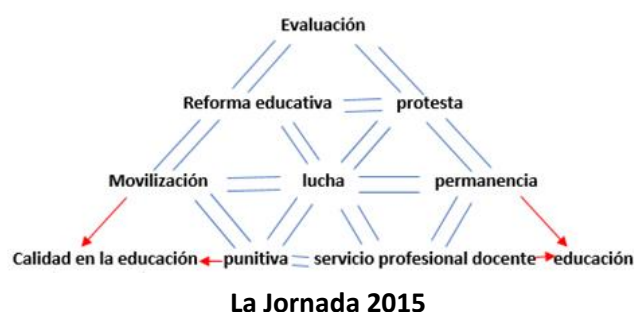 Evaluación
Reforma educativa protesta
Movilización lucha permanencia
Calidad en la educación punitiva servicio profesional docente educación
La Jornada 2015